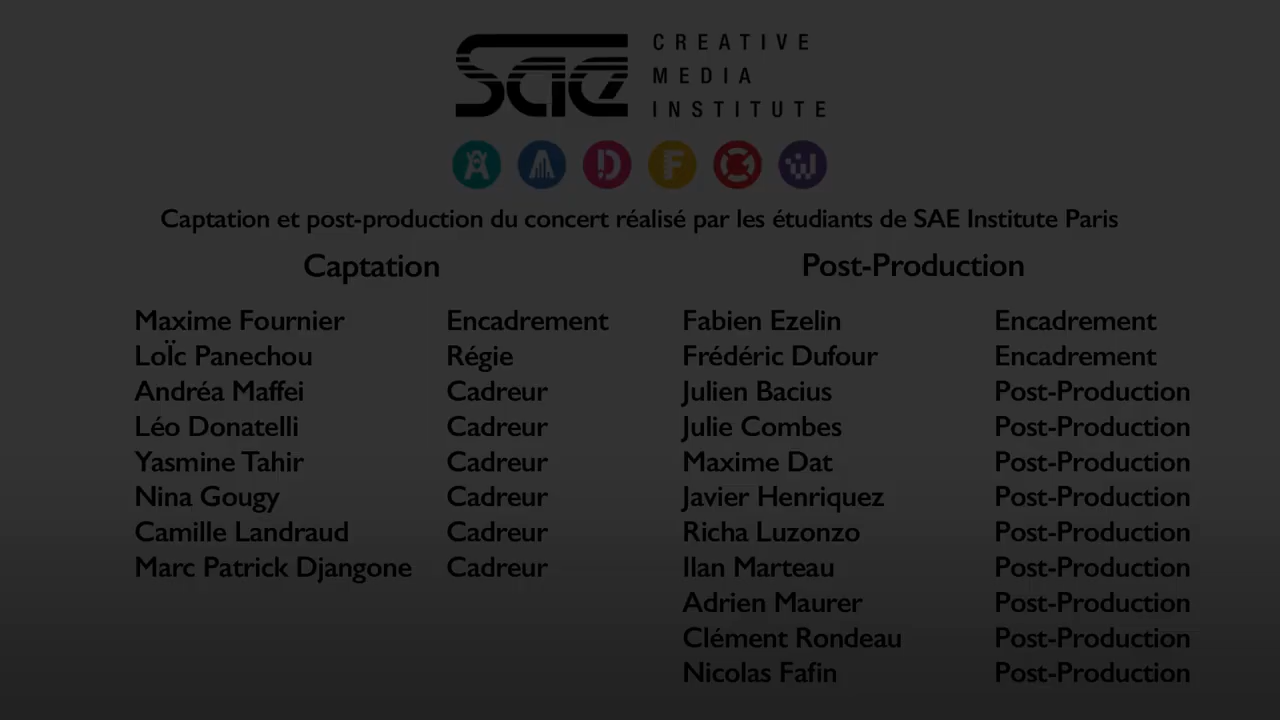 sae CREATIVE
MEDIA
INSTITUTE
A A D F G W
Captation et post-production du concert réalisé par les étudiants de SAE Institute Paris
Captation
Maxime Fournier Encadrement
LoÏc Panechou Régie
Andréa Maffei Cadreur
Léo Donatelli Cadreur
Yasmine Tahir Cadreur
Nina Gougy Cadreur
Camille Landraud Cadreur
Marc Patrick Djangone Cadreur
Post-Production
Fabien Ezelin Encadrement
Frédéric Dufour Encadrement
Julien Bacius Post-Production
Julie Combes Post-Production
Maxime Dat Post-Production
Javier Henriquez Post-Production
Richa Luzonzo Post-Production
Ilan Marteau Post-Production
Adrien Maurer Post-Production
Clément Rondeau Post-Production
Nicolas Fafin Post-Production